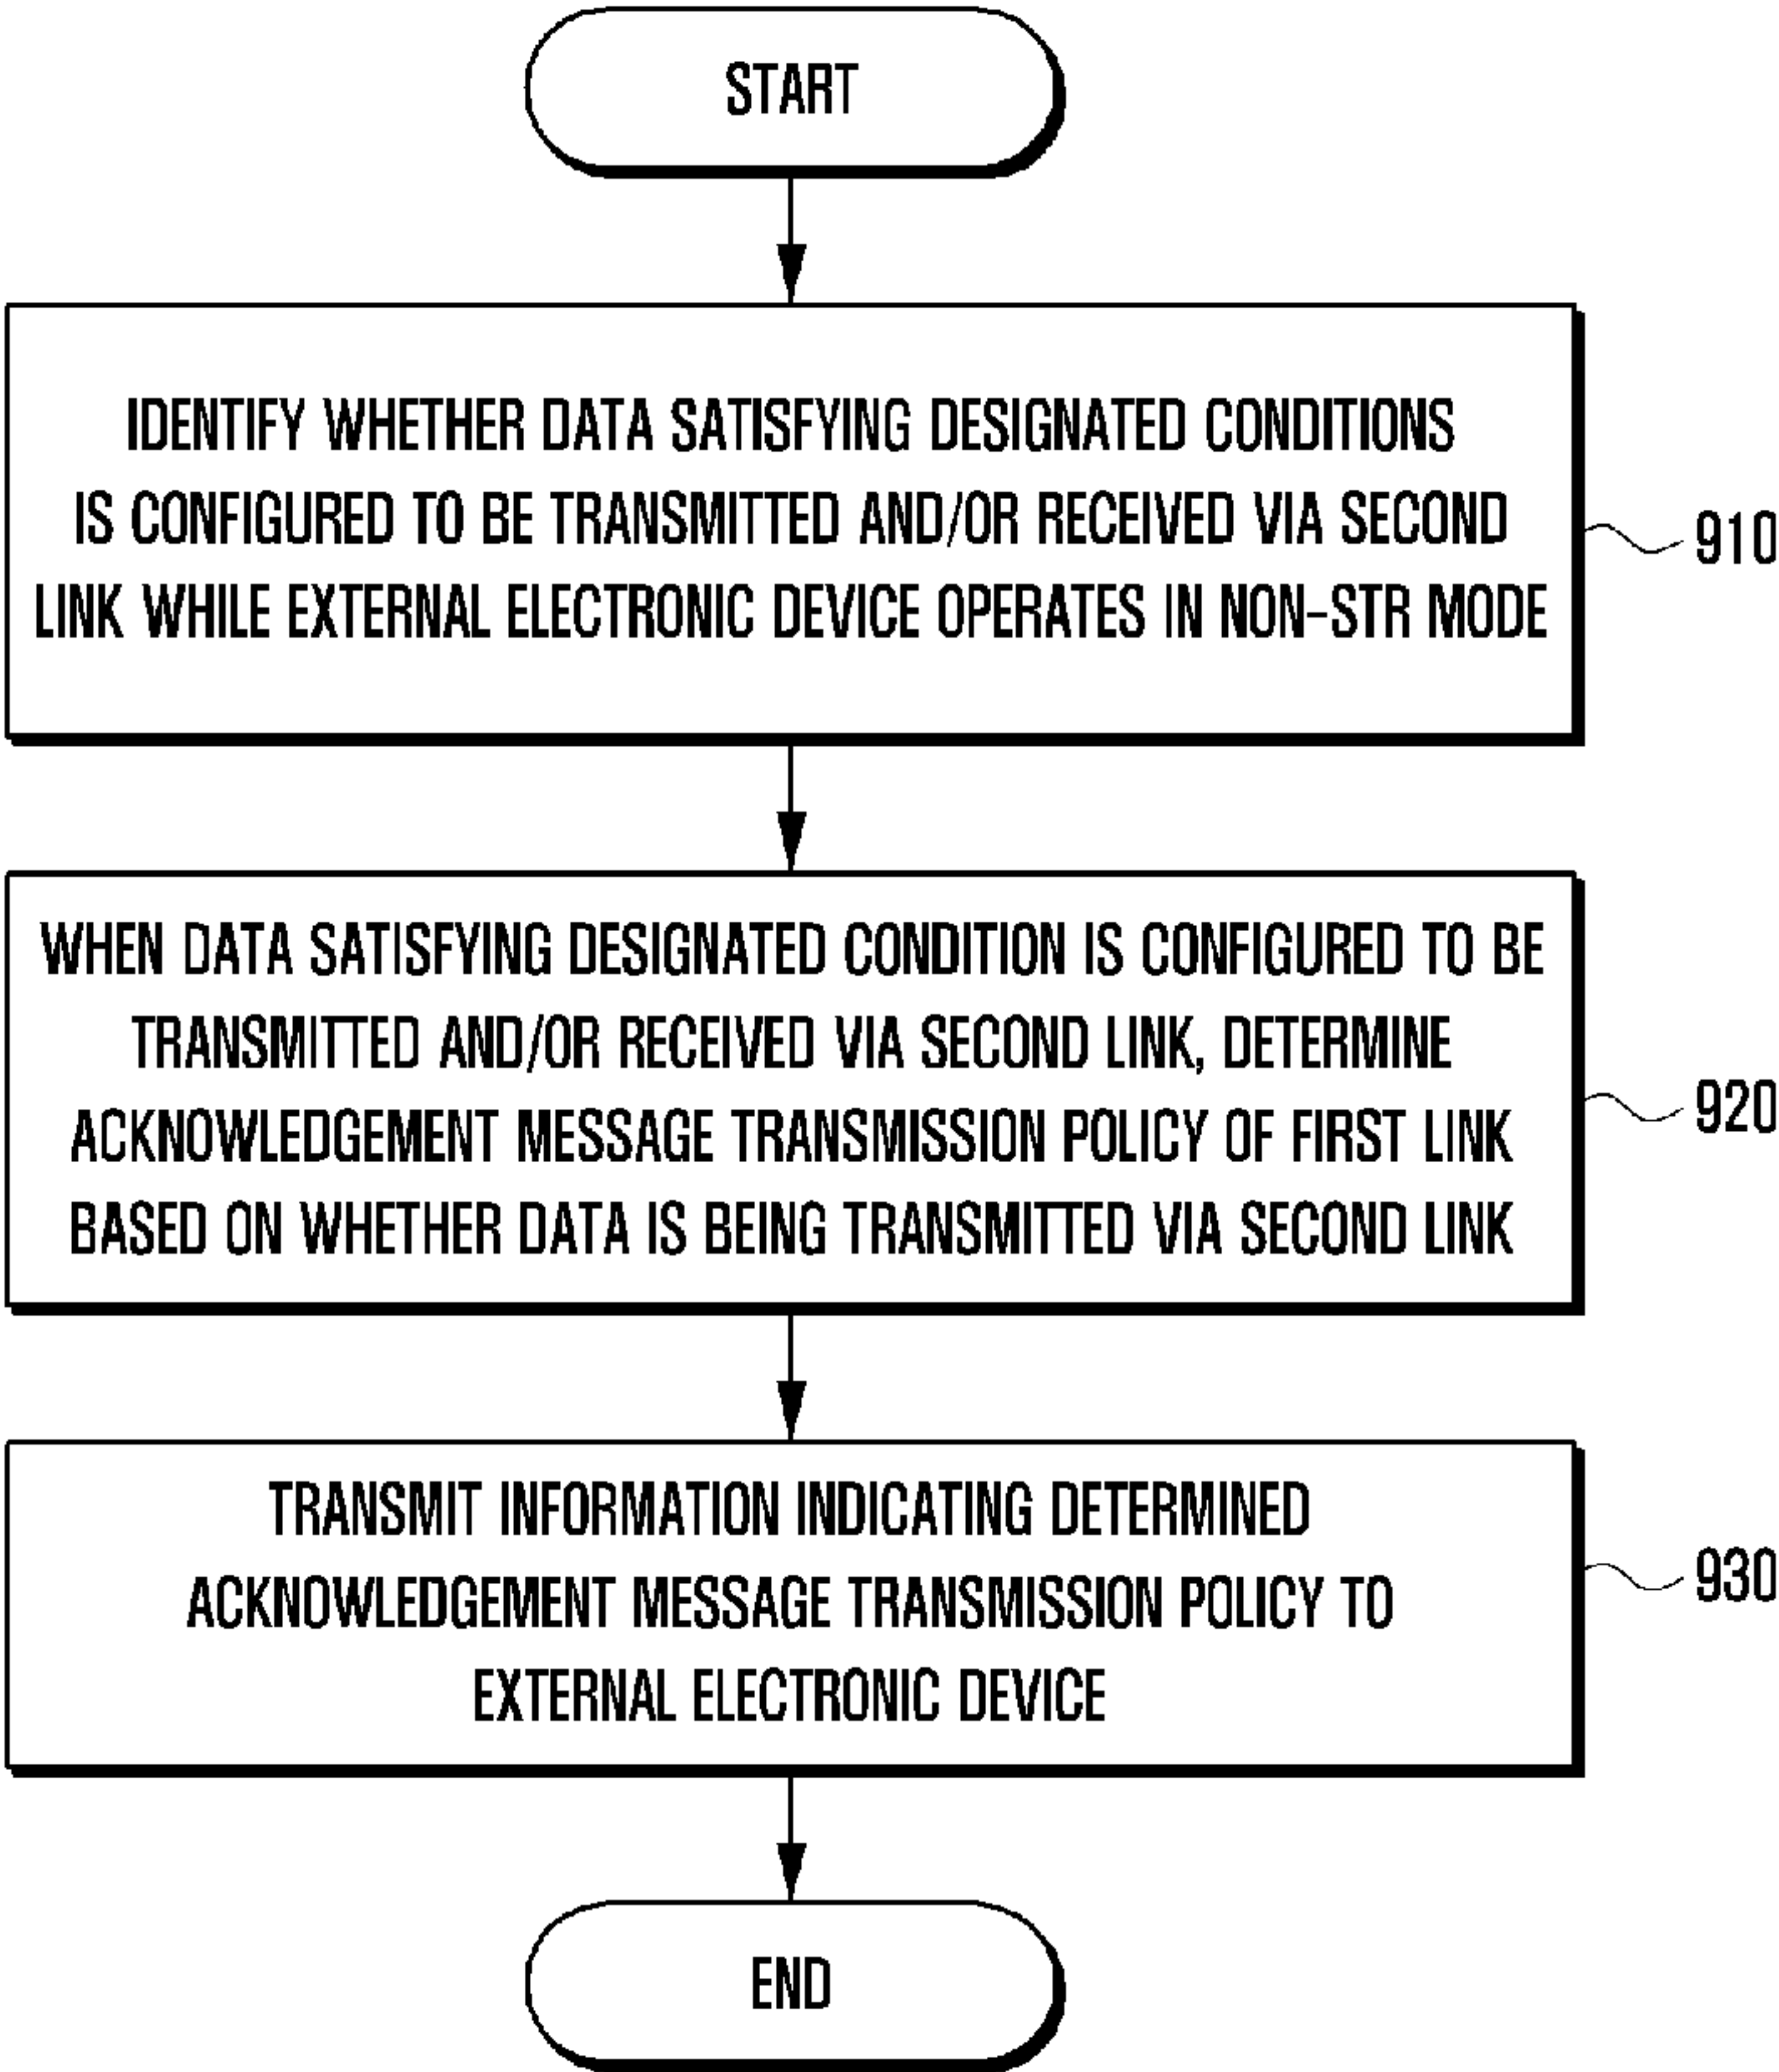 START
IDENTIFY WHETHER DATA SATISFYING DESIGNATED CONDITIONS
IS CONFIGURED TO BE TRANSMITTED AND/OR RECEIVED VIA SECOND
LINK WHILE EXTERNAL ELECTRONIC DEVICE OPERATES IN NON-STR MODE
910
WHEN DATA SATISFYING DESIGNATED CONDITION IS CONFIGURED TO BE
TRANSMITTED AND/OR RECEIVED VIA SECOND LINK, DETERMINE
ACKNOWLEDGEMENT MESSAGE TRANSMISSION POLICY OF FIRST LINK
BASED ON WHETHER DATA IS BEING TRANSMITTED VIA SECOND LINK
920
TRANSMIT INFORMATION INDICATING DETERMINED
ACKNOWLEDGEMENT MESSAGE TRANSMISSION POLICY TO
EXTERNAL ELECTRONIC DEVICE
930
END